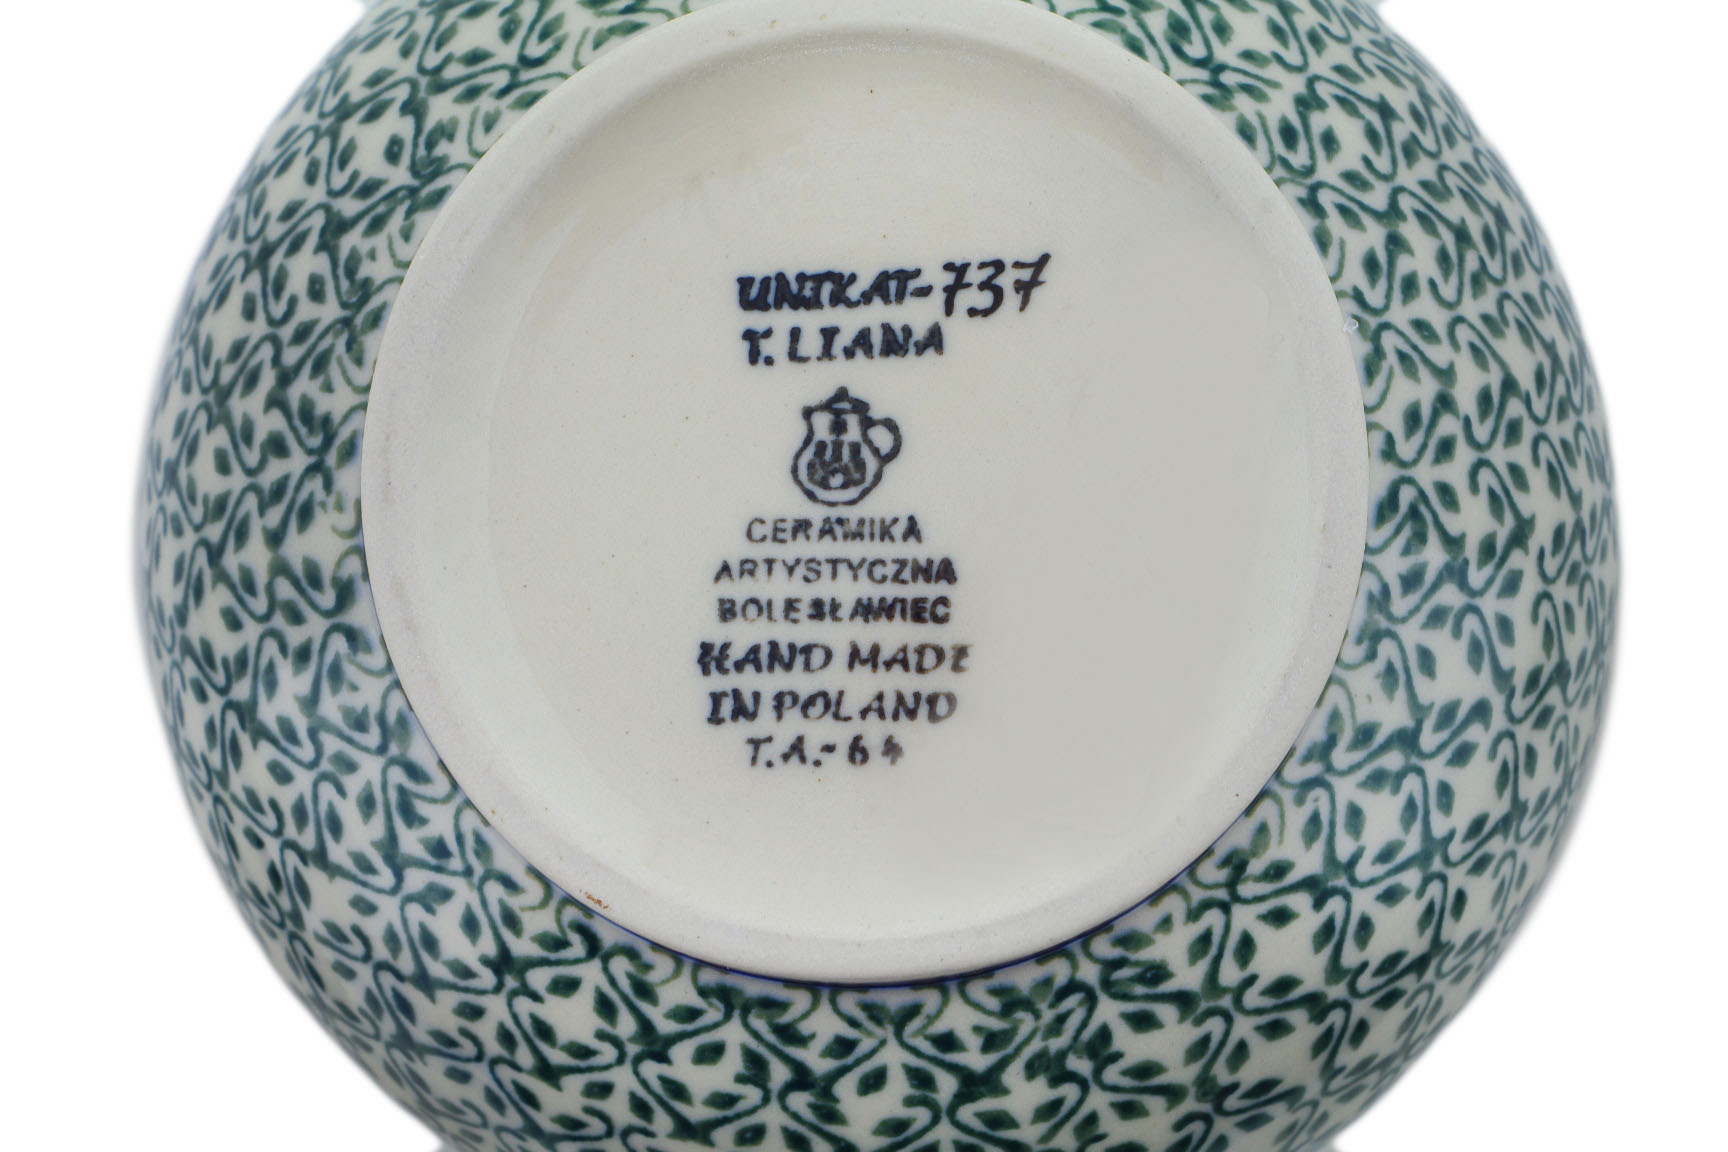 UNIKAT-737
T. LIANA
CERAMIKA
ARTYSTYCZNA
BOLESŁAWIEC
HAND MADE
IN POLAND
T.A.-64